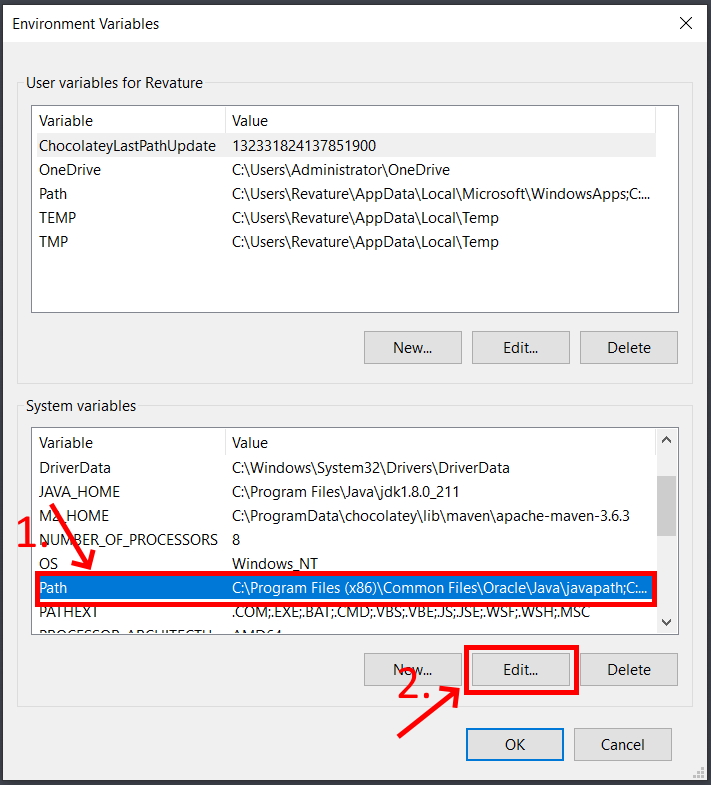 Environment Variables
User variables for Revature
Variable Value
ChocolateyLastPathUpdate 132331824137851900
OneDrive C:\Users\Administrator\OneDrive
Path C:\Users\Revature\AppData\Local\Microsoft\WindowsApps;C:...
TEMP C:\Users\Revature\AppData\Local\Temp
TMP C:\Users\Revature\AppData\Local\Temp
New... Edit... Delete
System variables
Variable Value
DriverData C:\Windows\System32\Drivers\DriverData
JAVA_HOME C:\Program Files\Java\jdk1.8.0_211
M2_HOME C:\ProgramData\chocolatey\lib\maven\apache-maven-3.6.3
1.
NUMBER_OF_PROCESSORS 8
OS Windows_NT
Path C:\Program Files (x86)\Common Files\Oracle\Java\javapath;C:...
PATHEXT .COM;.EXE;.BAT;.CMD;.VBS;.VBE;.JS;.JSE;.WSF;.WSH;.MSC
PROCESSOR_ARCHITECTU AMD64
New... Edit... Delete
2.
OK Cancel